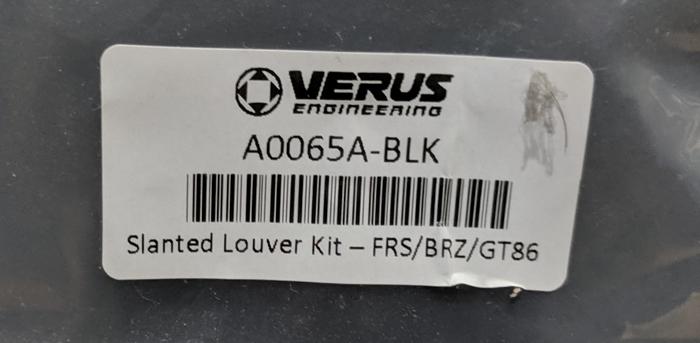 VERUS
ENGINEERING
A0065A-BLK
Slanted Louver Kit – FRS/BRZ/GT86